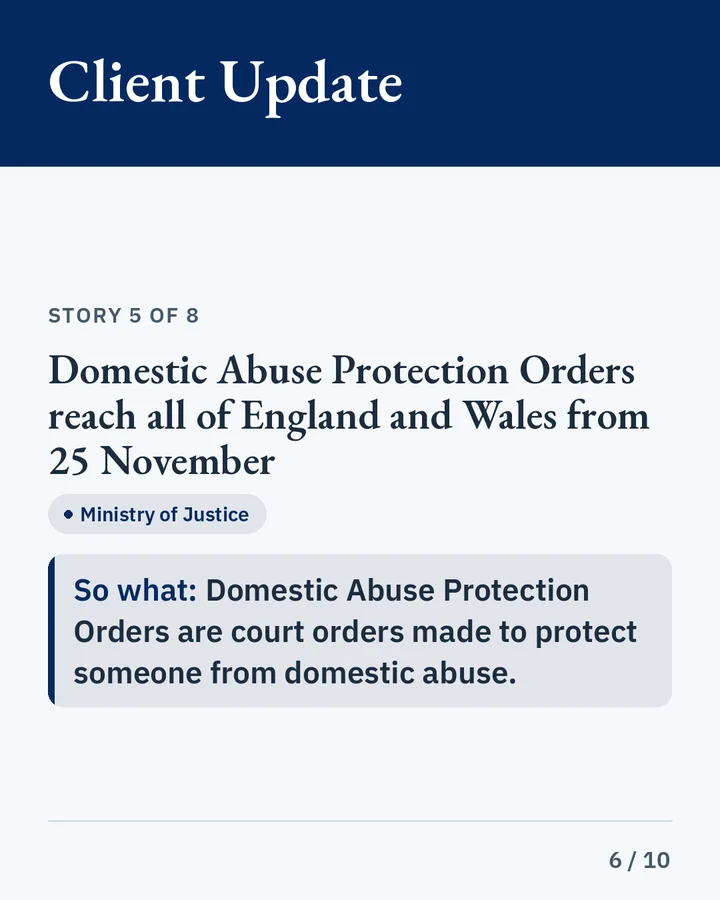 Client Update
STORY 5 OF 8
Domestic Abuse Protection Orders
reach all of England and Wales from
25 November
Ministry of Justice
So what: Domestic Abuse Protection
Orders are court orders made to protect
someone from domestic abuse.
6 / 10